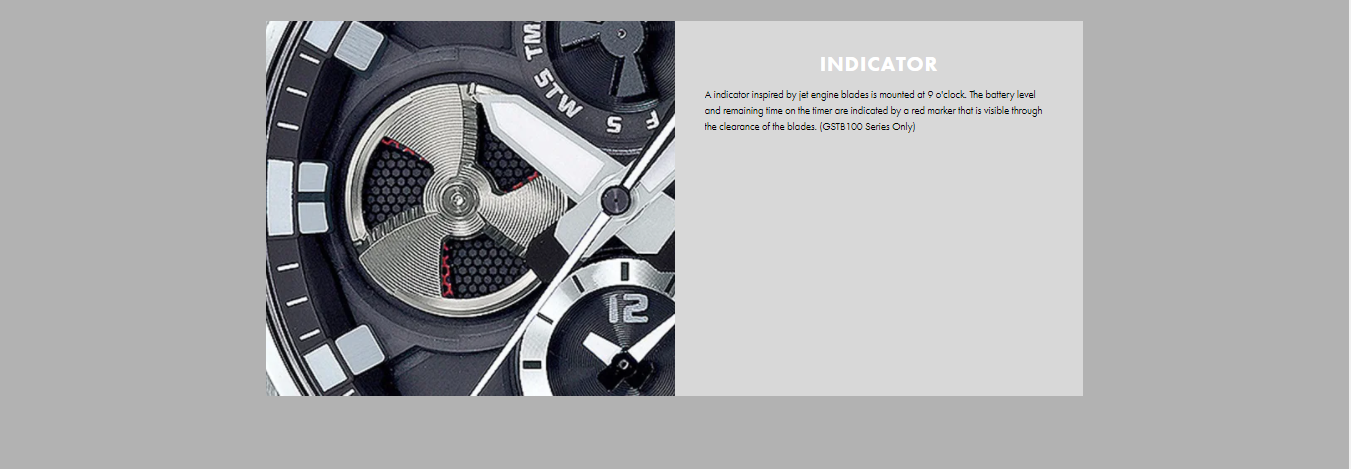 TM
STW
S
F
12
INDICATOR
A indicator inspired by jet engine blades is mounted at 9 o'clock. The battery level
and remaining time on the timer are indicated by a red marker that is visible through
the clearance of the blades. (GSTB100 Series Only)